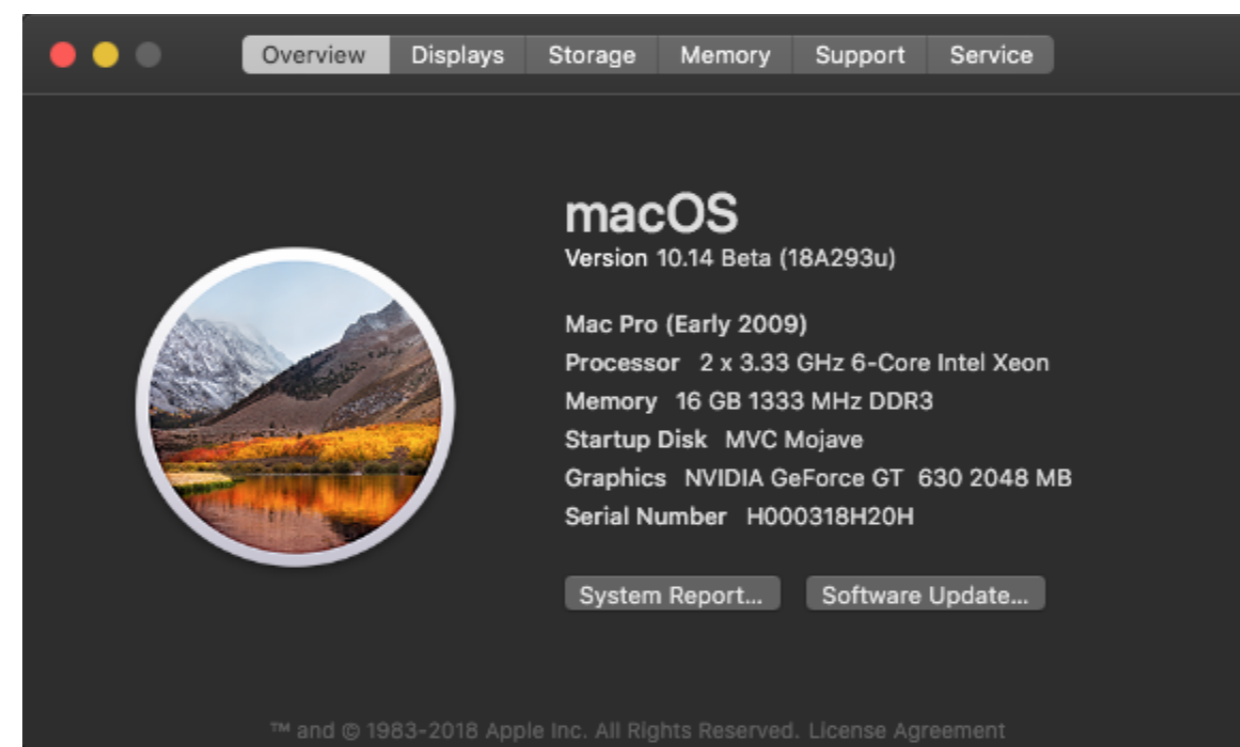 Overview Displays Storage Memory Support Service
macOS
Version 10.14 Beta (18A293u)
Mac Pro (Early 2009)
Processor 2 x 3.33 GHz 6-Core Intel Xeon
Memory 16 GB 1333 MHz DDR3
Startup Disk MVC Mojave
Graphics NVIDIA GeForce GT 630 2048 MB
Serial Number H000318H20H
System Report... Software Update...
™ and © 1983-2018 Apple Inc. All Rights Reserved. License Agreement